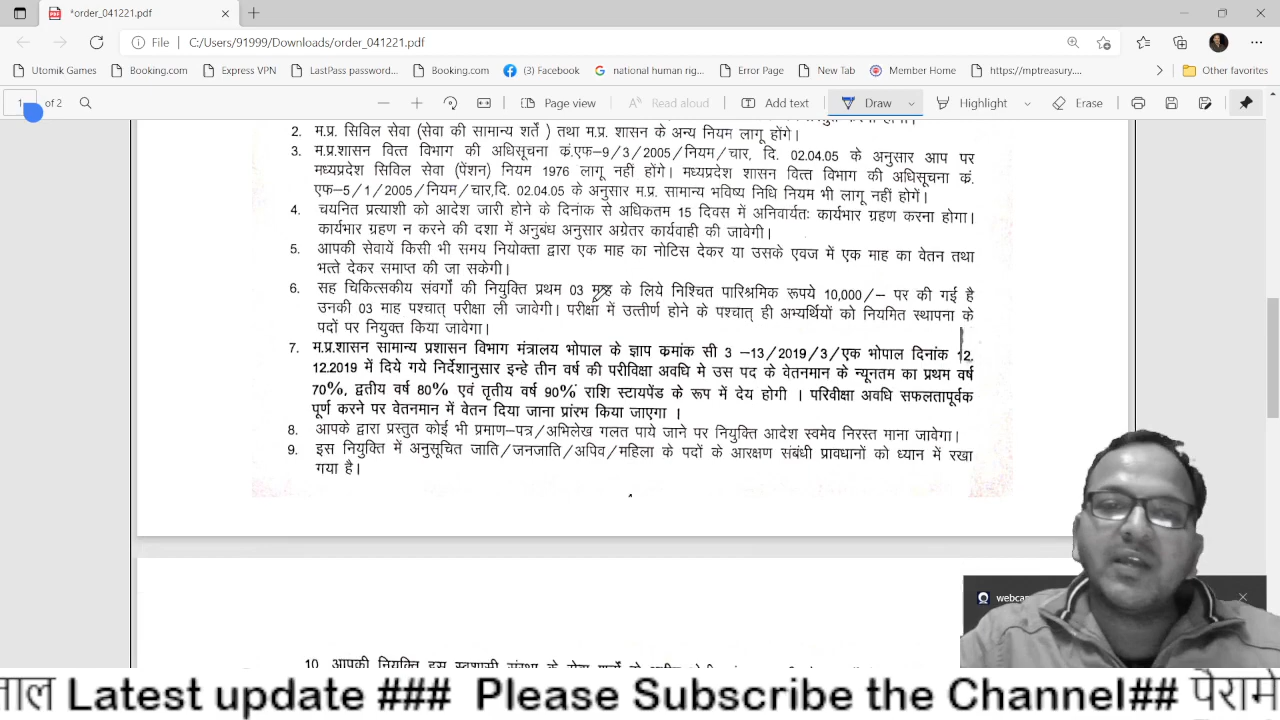 *order_041221.pdf
File C:/Users/91999/Downloads/order_041221.pdf
Utomik Games Booking.com Express VPN LastPass password... Booking.com (3) Facebook national human rig... Error Page New Tab Member Home https://mptreasury.... Other favorites
1 of 2 Page view Read aloud Add text Draw Highlight Erase
2. म.प्र. सिविल सेवा (सेवा की सामान्य शर्तें ) तथा म.प्र. शासन के अन्य नियम लागू होंगे।
3. म.प्र.शासन वित्त विभाग की अधिसूचना कं.एफ–9/3/2005/नियम/चार, दि. 02.04.05 के अनुसार आप पर
मध्यप्रदेश सिविल सेवा (पेंशन) नियम 1976 लागू नहीं होंगे। मध्यप्रदेश शासन वित्त विभाग की अधिसूचना कं.
एफ–5/1/2005/नियम/चार,दि. 02.04.05 के अनुसार म.प्र. सामान्य भविष्य निधि नियम भी लागू नहीं होगें।
4. चयनित प्रत्याशी को आदेश जारी होने के दिनांक से अधिकतम 15 दिवस में अनिवार्यतः कार्यभार ग्रहण करना होगा।
कार्यभार ग्रहण न करने की दशा में अनुबंध अनुसार अग्रेतर कार्यवाही की जावेगी।
5. आपकी सेवायें किसी भी समय नियोक्ता द्वारा एक माह का नोटिस देकर या उसके एवज में एक माह का वेतन तथा
भत्ते देकर समाप्त की जा सकेगी।
6. सह चिकित्सकीय संवर्गों की नियुक्ति प्रथम 03 माह के लिये निश्चित पारिश्रमिक रूपये 10,000/– पर की गई है
उनकी 03 माह पश्चात् परीक्षा ली जावेगी। परीक्षा में उत्तीर्ण होने के पश्चात् ही अभ्यर्थियों को नियमित स्थापना के
पदों पर नियुक्त किया जावेगा।
7. म.प्र.शासन सामान्य प्रशासन विभाग मंत्रालय भोपाल के ज्ञाप कमांक सी 3 –13/2019/3/एक भोपाल दिनांक 12.
12.2019 में दिये गये निर्देशानुसार इन्हे तीन वर्ष की परीविक्षा अवधि मे उस पद के वेतनमान के न्यूनतम का प्रथम वर्ष
70%, द्वतीय वर्ष 80% एवं तृतीय वर्ष 90% राशि स्टायपेंड के रूप में देय होगी । परिवीक्षा अवधि सफलतापूर्वक
पूर्ण करने पर वेतनमान में वेतन दिया जाना प्रांरभ किया जाएगा ।
8. आपके द्वारा प्रस्तुत कोई भी प्रमाण–पत्र/अभिलेख गलत पाये जाने पर नियुक्ति आदेश स्वमेव निरस्त माना जावेगा।
9. इस नियुक्ति में अनुसूचित जाति/जनजाति/अपिव/महिला के पदों के आरक्षण संबंधी प्रावधानों को ध्यान में रखा
गया है।
webcam
10. आपकी नियुक्ति इस स्वशासी संस्था के सेवा
ताल Latest update ### Please Subscribe the Channel## पैरामे